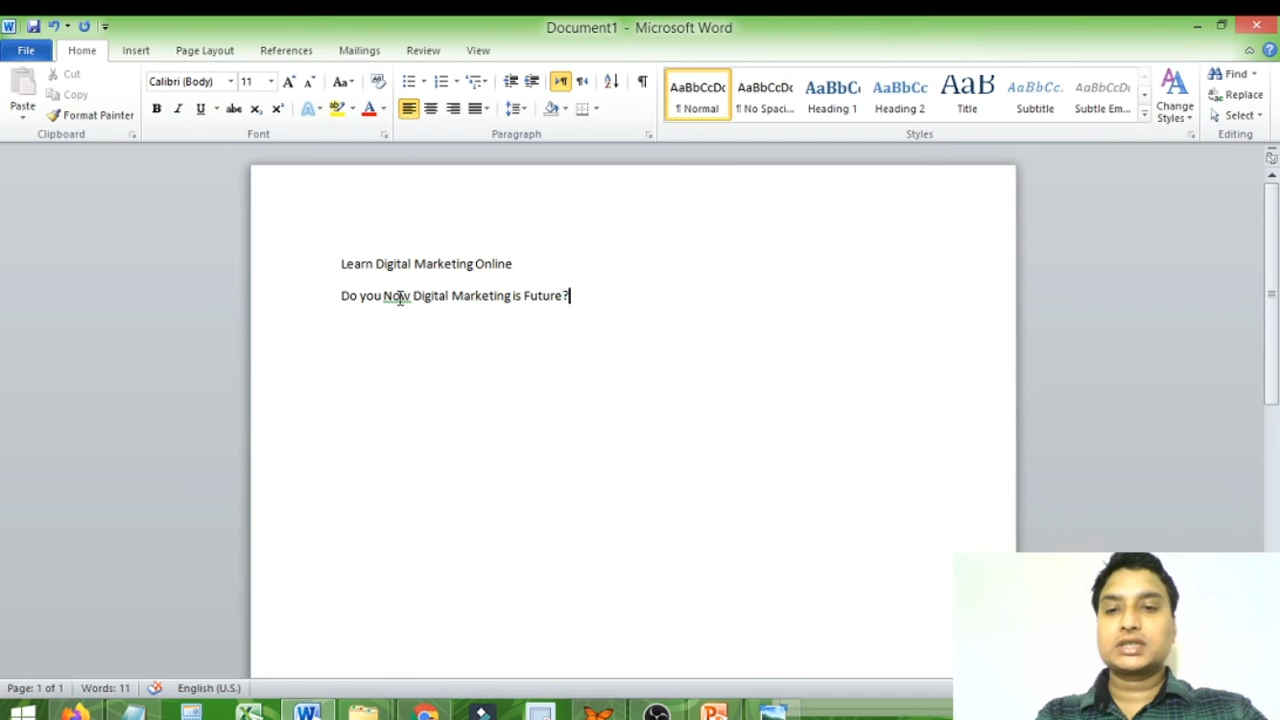 Document1 - Microsoft Word
File Home Insert Page Layout References Mailings Review View
Paste
Cut
Copy
Format Painter
Clipboard
Calibri (Body) 11
Font
Paragraph
AaBbCcDc AaBbCcDc AaBbC AaBbCc AaB AaBbCc. AaBbCcDc
¶ Normal ¶ No Spaci... Heading 1 Heading 2 Title Subtitle Subtle Em...
Change Styles
Styles
Find
Replace
Select
Editing
Learn Digital Marketing Online
Do you Now Digital Marketing is Future?
Page: 1 of 1 Words: 11 English (U.S.)